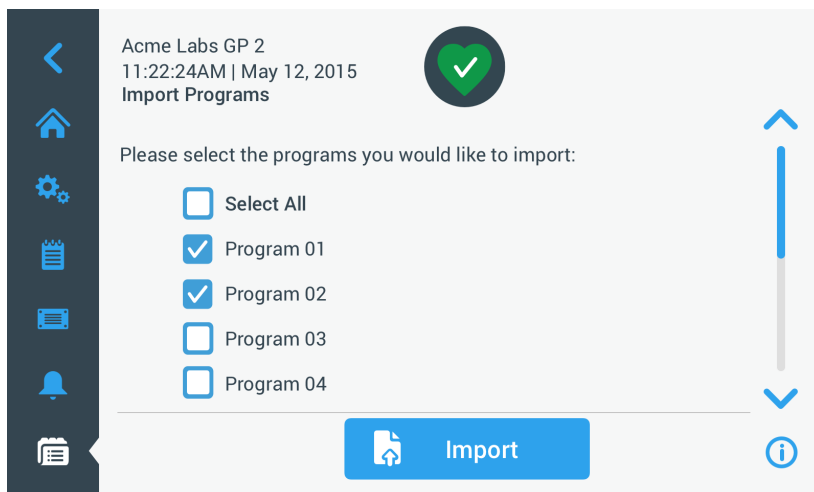 Acme Labs GP 2
11:22:24AM | May 12, 2015
Import Programs
Please select the programs you would like to import:
Select All
Program 01
Program 02
Program 03
Program 04
Import